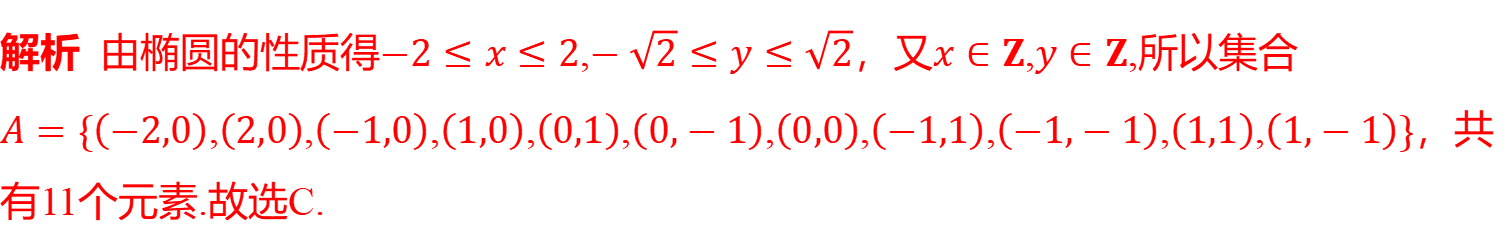 解析 由椭圆的性质得−2 ≤ x ≤ 2,− √2 ≤ y ≤ √2，又x ∈ Z,y ∈ Z,所以集合
A = {(−2,0),(2,0),(−1,0),(1,0),(0,1),(0, − 1),(0,0),(−1,1),(−1, − 1),(1,1),(1, − 1)}，共
有11个元素.故选C.